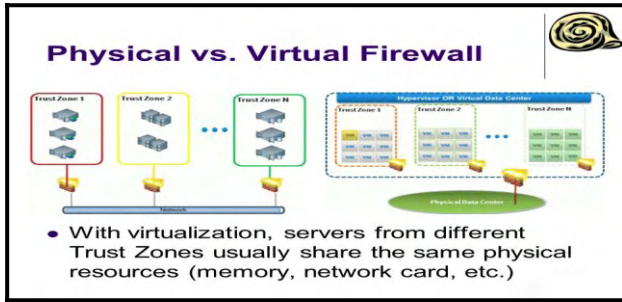 Physical vs. Virtual Firewall
Trust Zone 1
Trust Zone 2
Trust Zone N
Network
Hypervisor OR Virtual Data Center
Trust Zone 1
Trust Zone 2
Trust Zone N
Physical Data Center
• With virtualization, servers from different
Trust Zones usually share the same physical
resources (memory, network card, etc.)